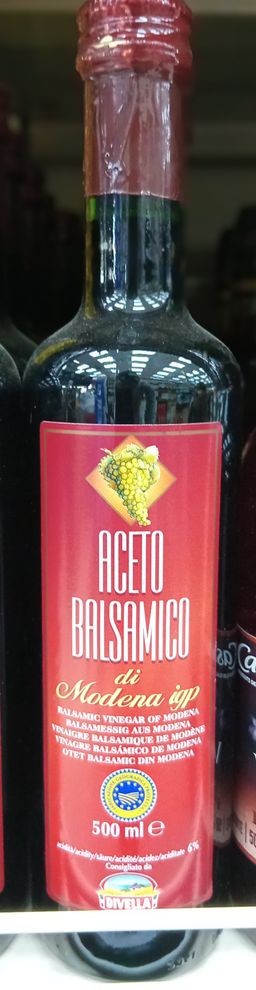 ACETO
BALSAMICO
di
Modena igp
BALSAMIC VINEGAR OF MODENA
BALSAMESSIG AUS MODENA
VINAIGRE BALSAMIQUE DE MODÈNE
VINAGRE BALSÁMICO DE MODENA
OTET BALSAMIC DIN MODENA
500 ml e
acidità/acidity/säure/acidité/acidez/aciditate 6%
Consigliato da
DIVELLA